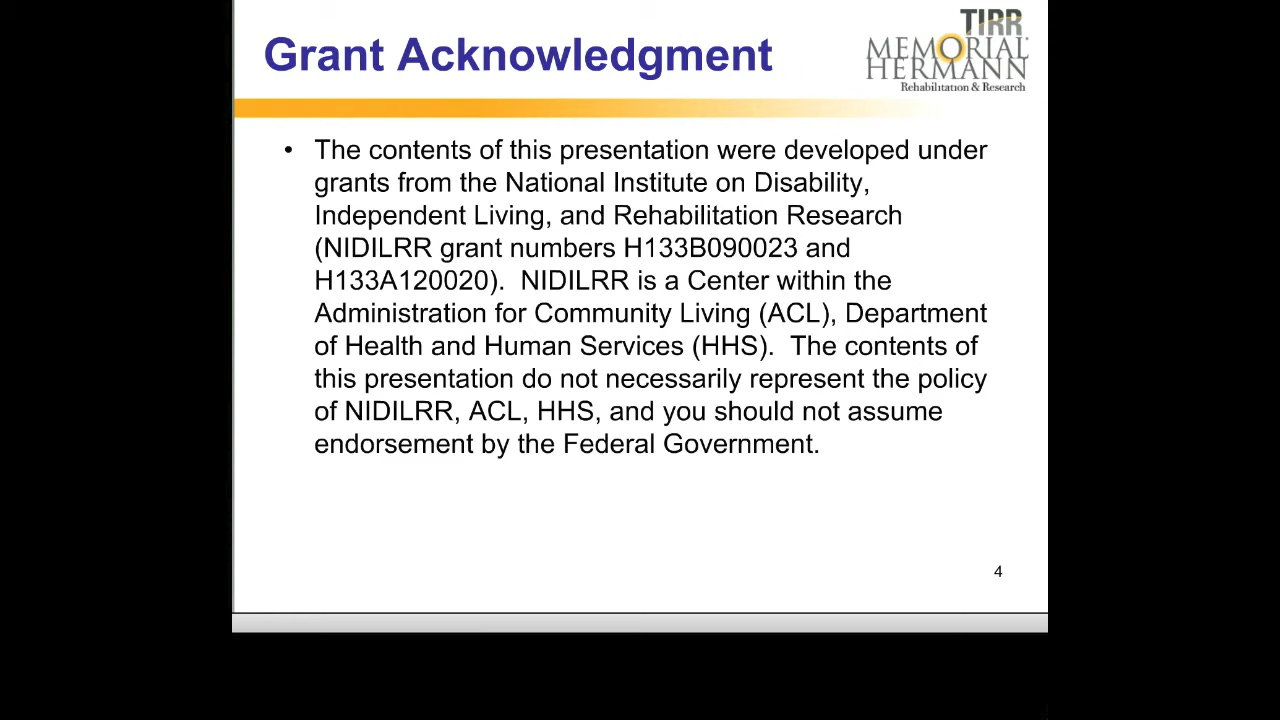 Grant Acknowledgment
TIRR
MEMORIAL
HERMANN
Rehabilitation & Research
• The contents of this presentation were developed under
grants from the National Institute on Disability,
Independent Living, and Rehabilitation Research
(NIDILRR grant numbers H133B090023 and
H133A120020).  NIDILRR is a Center within the
Administration for Community Living (ACL), Department
of Health and Human Services (HHS).  The contents of
this presentation do not necessarily represent the policy
of NIDILRR, ACL, HHS, and you should not assume
endorsement by the Federal Government.
4